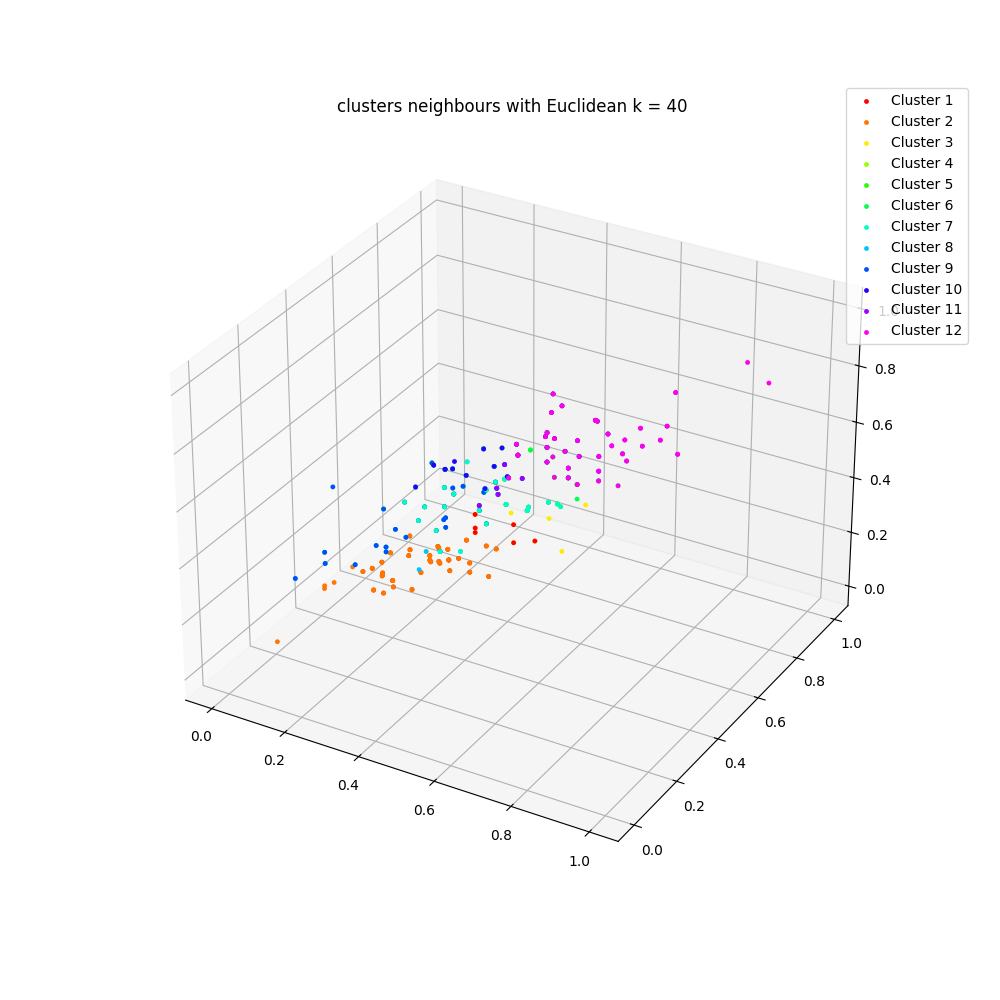 clusters neighbours with Euclidean k = 40
Cluster 1
Cluster 2
Cluster 3
Cluster 4
Cluster 5
Cluster 6
Cluster 7
Cluster 8
Cluster 9
Cluster 10
Cluster 11
Cluster 12
0.8
0.6
0.4
0.2
0.0
1.0
0.8
0.6
0.4
0.2
0.0
0.0
0.2
0.4
0.6
0.8
1.0